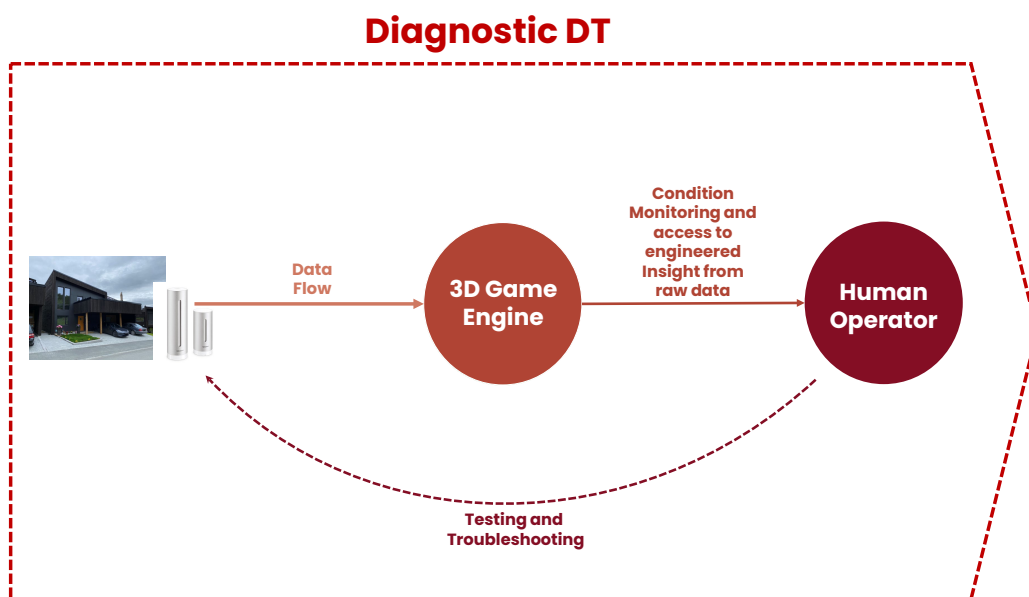 Diagnostic DT
Data
Flow
3D Game
Engine
Condition
Monitoring and
access to
engineered
Insight from
raw data
Human
Operator
Testing and
Troubleshooting